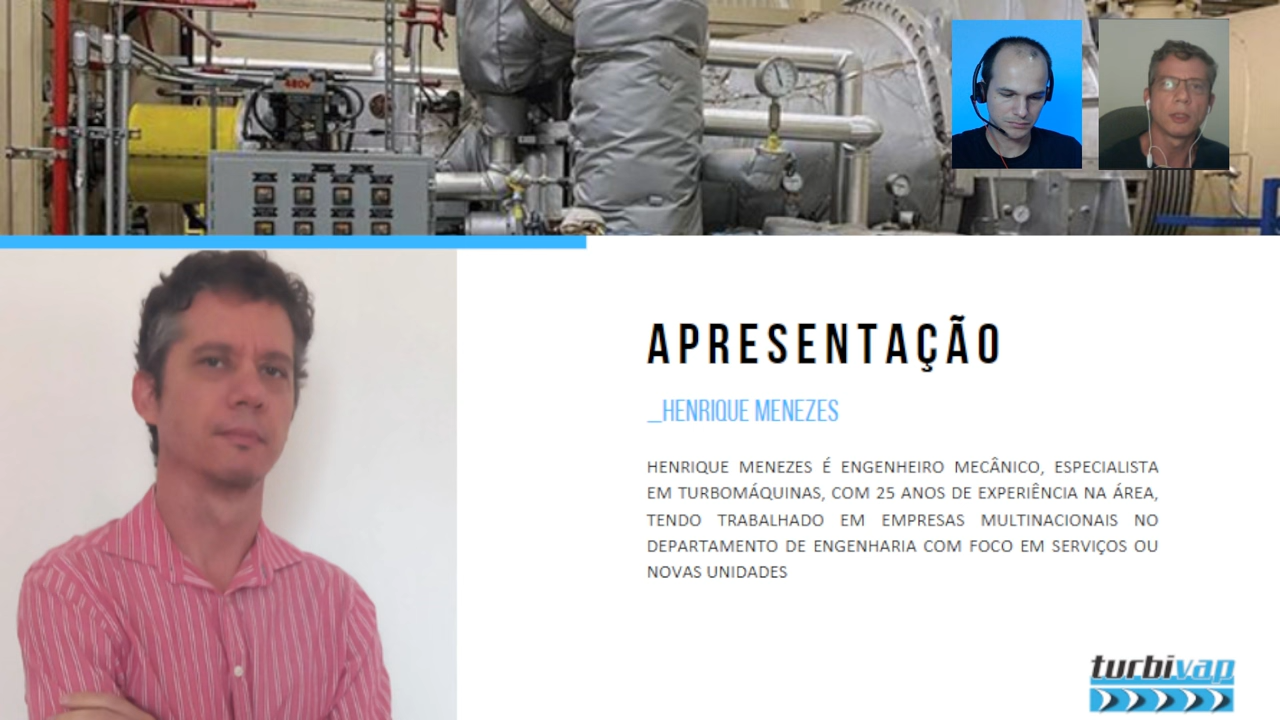 480V
APRESENTAÇÃO
_HENRIQUE MENEZES
HENRIQUE MENEZES É ENGENHEIRO MECÂNICO, ESPECIALISTA
EM TURBOMÁQUINAS, COM 25 ANOS DE EXPERIÊNCIA NA ÁREA,
TENDO TRABALHADO EM EMPRESAS MULTINACIONAIS NO
DEPARTAMENTO DE ENGENHARIA COM FOCO EM SERVIÇOS OU
NOVAS UNIDADES
turbivap